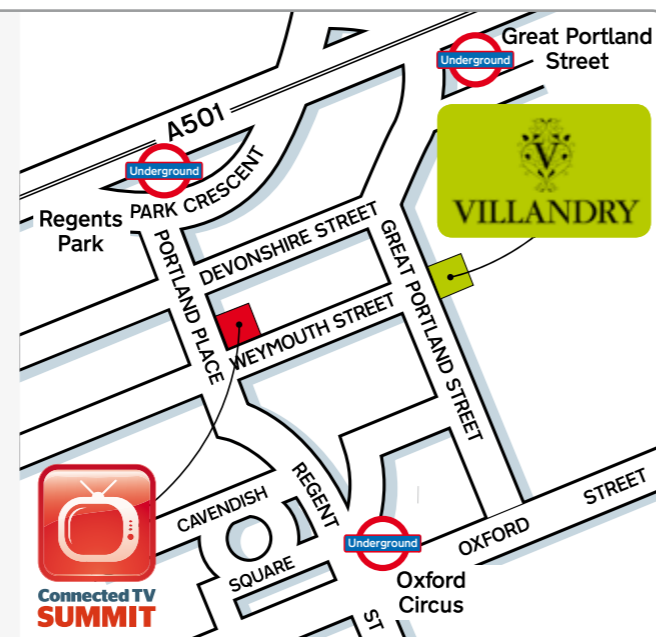 Great Portland
Street
Underground
A501
VILLANDRY
V
Underground
Regents
Park
PARK CRESCENT
DEVONSHIRE STREET
PORTLAND PLACE
GREAT PORTLAND STREET
WEYMOUTH STREET
REGENT
CAVENDISH
SQUARE
Underground
Oxford
Circus
OXFORD
STREET
ST
Connected TV
SUMMIT